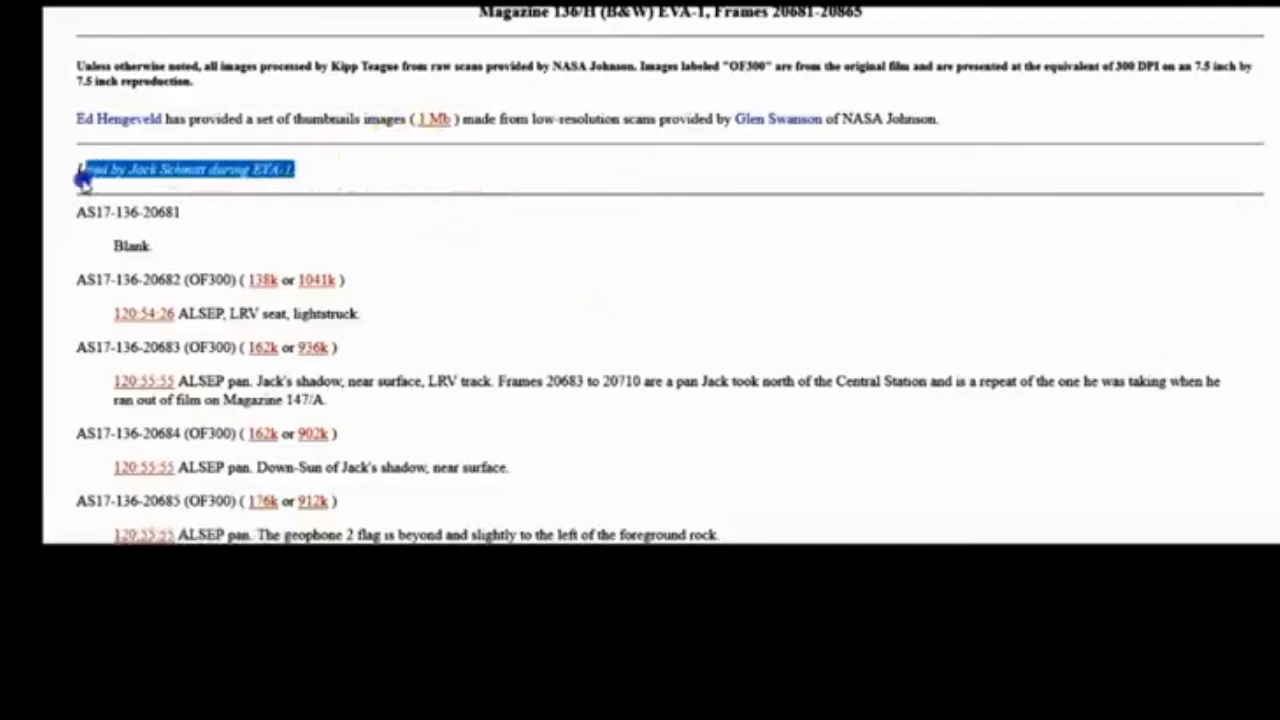 Magazine 136/H (B&W) EVA-1, Frames 20681-20865
Unless otherwise noted, all images processed by Kipp Teague from raw scans provided by NASA Johnson. Images labeled "OF300" are from the original film and are presented at the equivalent of 300 DPI on an 7.5 inch by
7.5 inch reproduction.
Ed Hengeveld has provided a set of thumbnails images ( 1 Mb ) made from low-resolution scans provided by Glen Swanson of NASA Johnson.
Used by Jack Schmitt during EVA-1.
AS17-136-20681
Blank.
AS17-136-20682 (OF300) ( 138k or 1041k )
120:54:26 ALSEP, LRV seat, lightstruck.
AS17-136-20683 (OF300) ( 162k or 936k )
120:55:55 ALSEP pan. Jack's shadow, near surface, LRV track. Frames 20683 to 20710 are a pan Jack took north of the Central Station and is a repeat of the one he was taking when he
ran out of film on Magazine 147/A.
AS17-136-20684 (OF300) ( 162k or 902k )
120:55:55 ALSEP pan. Down-Sun of Jack's shadow, near surface.
AS17-136-20685 (OF300) ( 176k or 912k )
120:55:55 ALSEP pan. The geophone 2 flag is beyond and slightly to the left of the foreground rock.